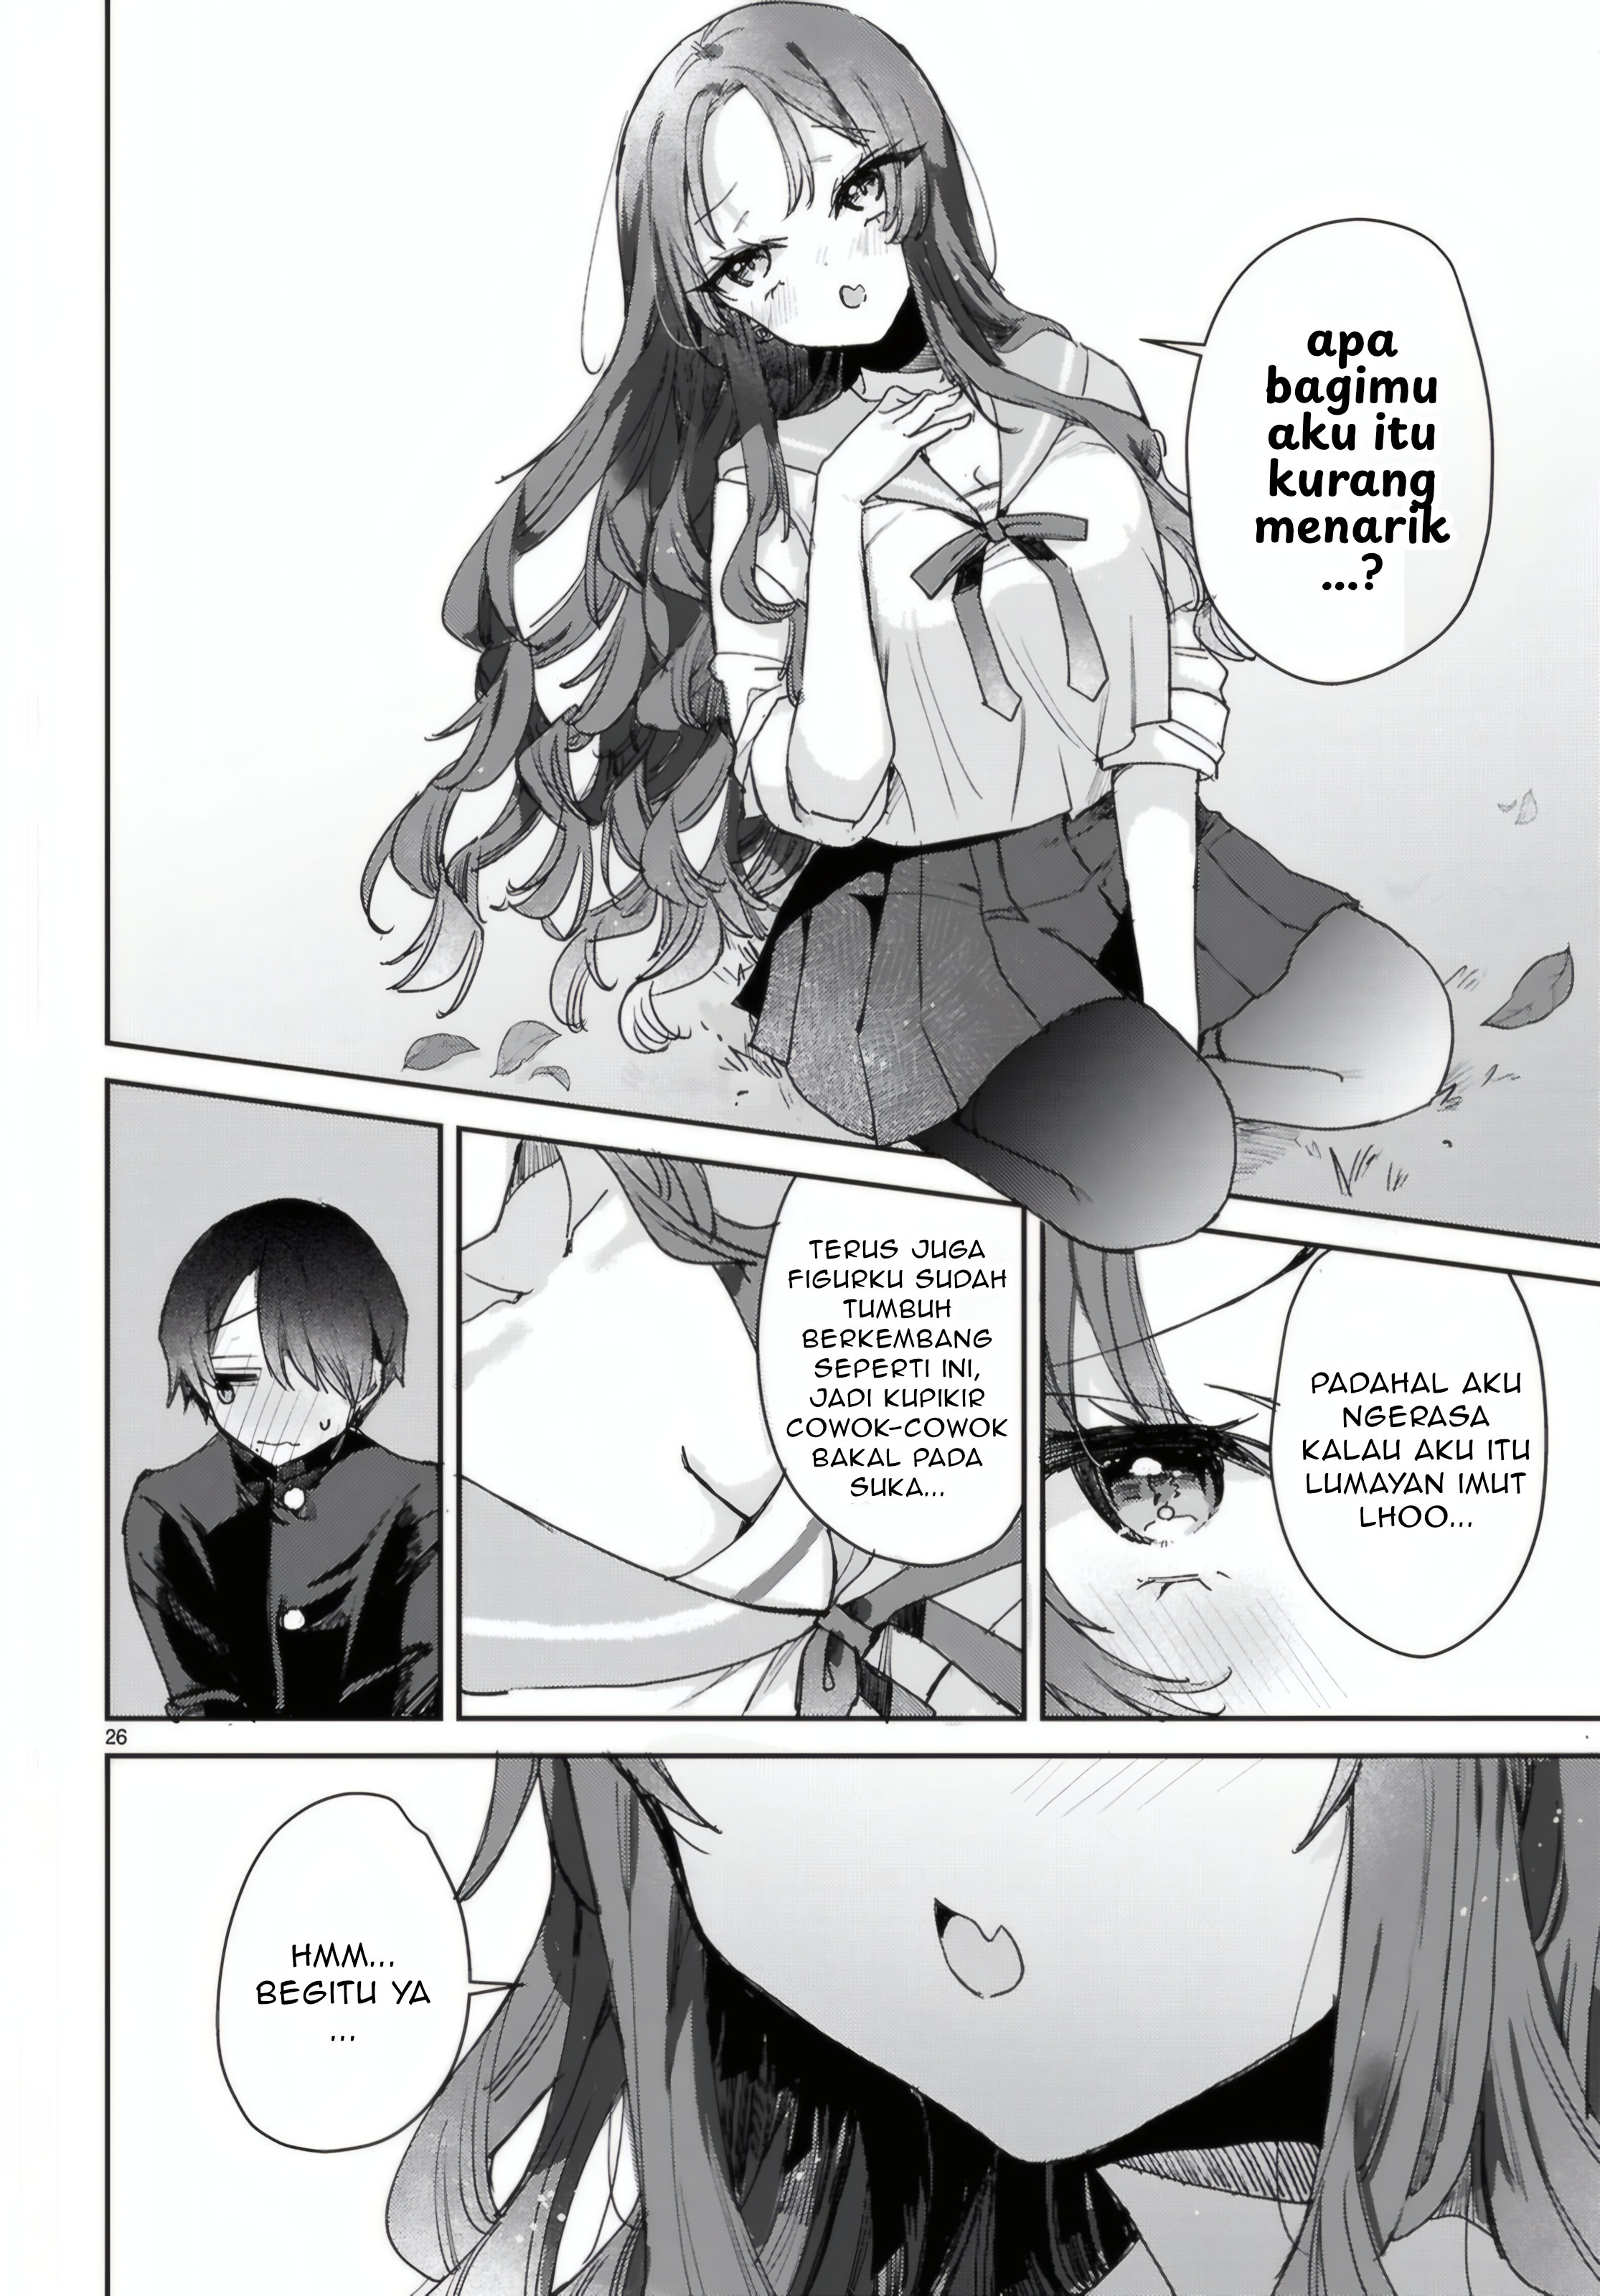 apa
bagimu
aku itu
kurang
menarik
...?
PADAHAL AKU
NGERASA
KALAU AKU ITU
LUMAYAN IMUT
LHOO...
TERUS JUGA
FIGURKU SUDAH
TUMBUH
BERKEMBANG
SEPERTI INI,
JADI KUPIKIR
COWOK-COWOK
BAKAL PADA
SUKA...
26
HMM...
BEGITU YA
...